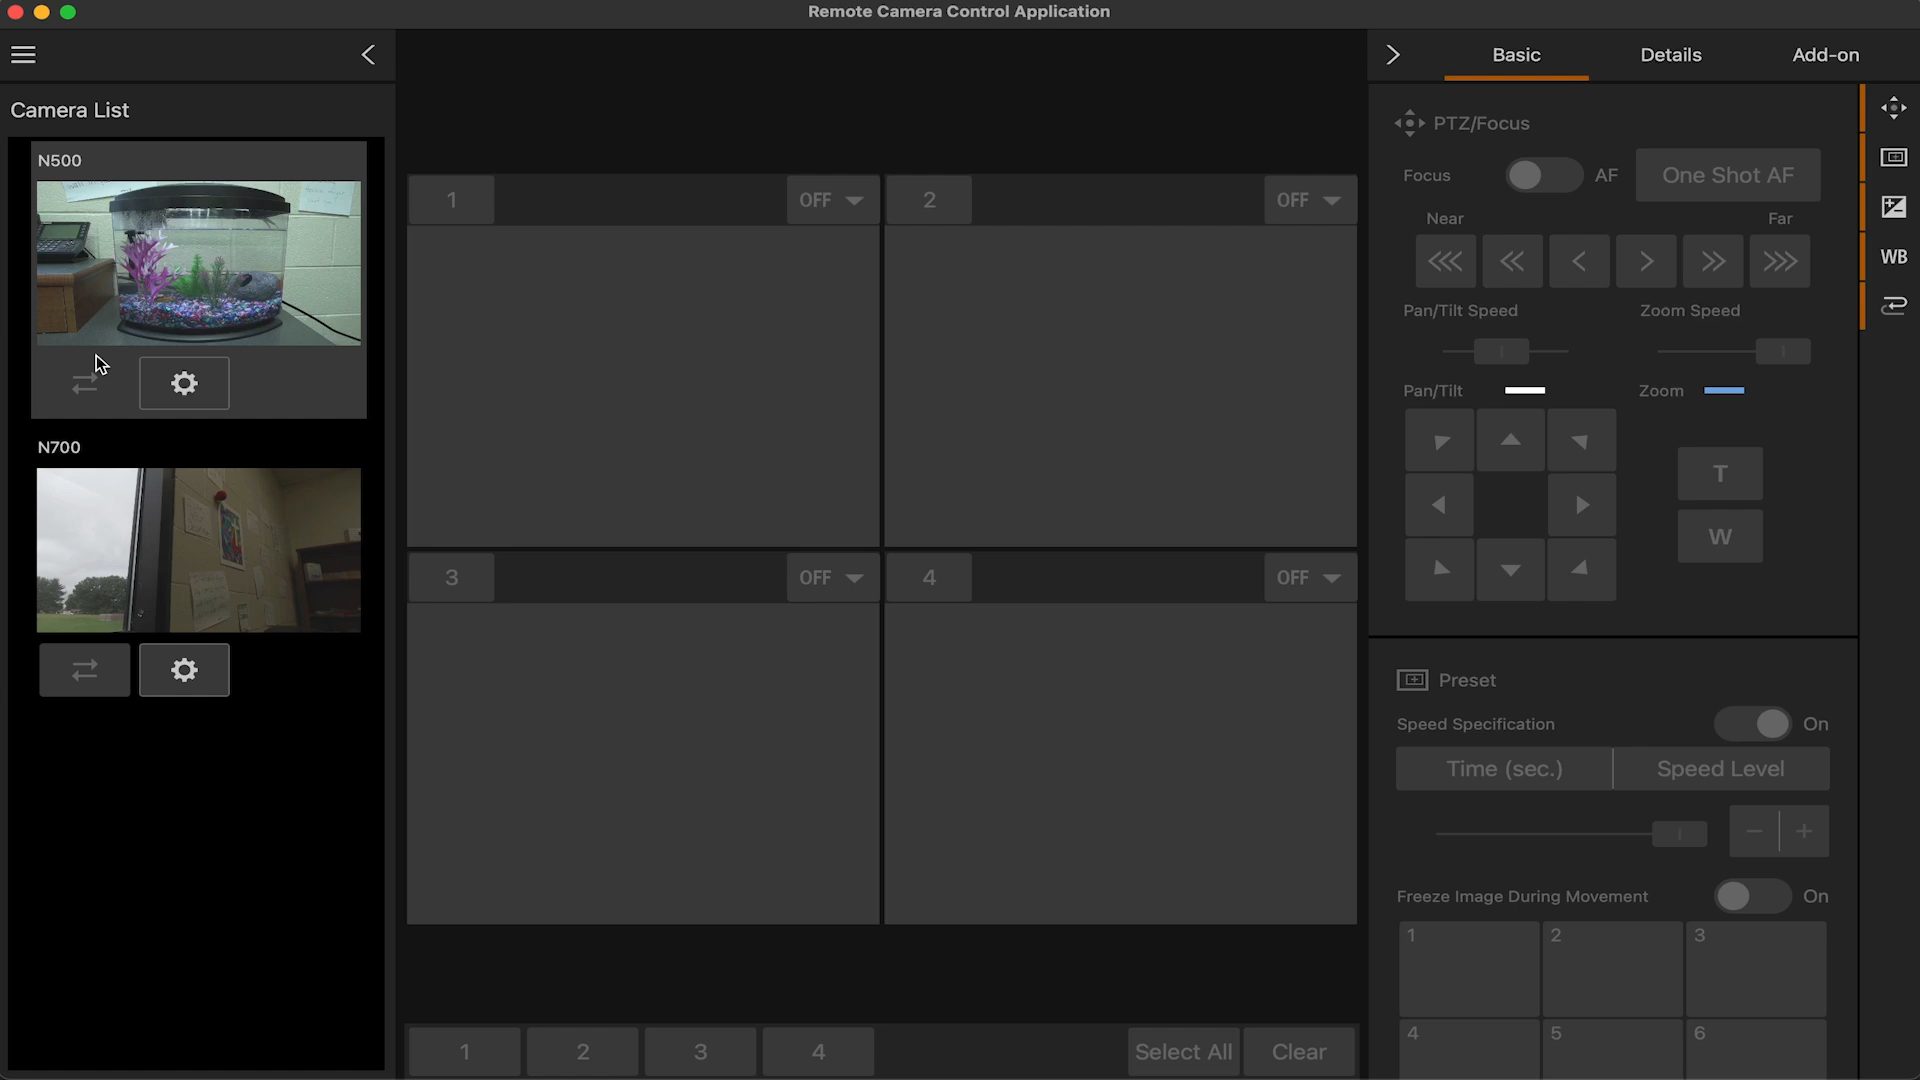 Remote Camera Control Application
Basic
Details
Add-on
Camera List
N500
N700
1
OFF
2
OFF
3
OFF
4
OFF
1
2
3
4
Select All
Clear
PTZ/Focus
Focus
AF
One Shot AF
Near
Far
Pan/Tilt Speed
Zoom Speed
Pan/Tilt
Zoom
T
W
Preset
Speed Specification
On
Time (sec.)
Speed Level
Freeze Image During Movement
On
1
2
3
4
5
6
WB